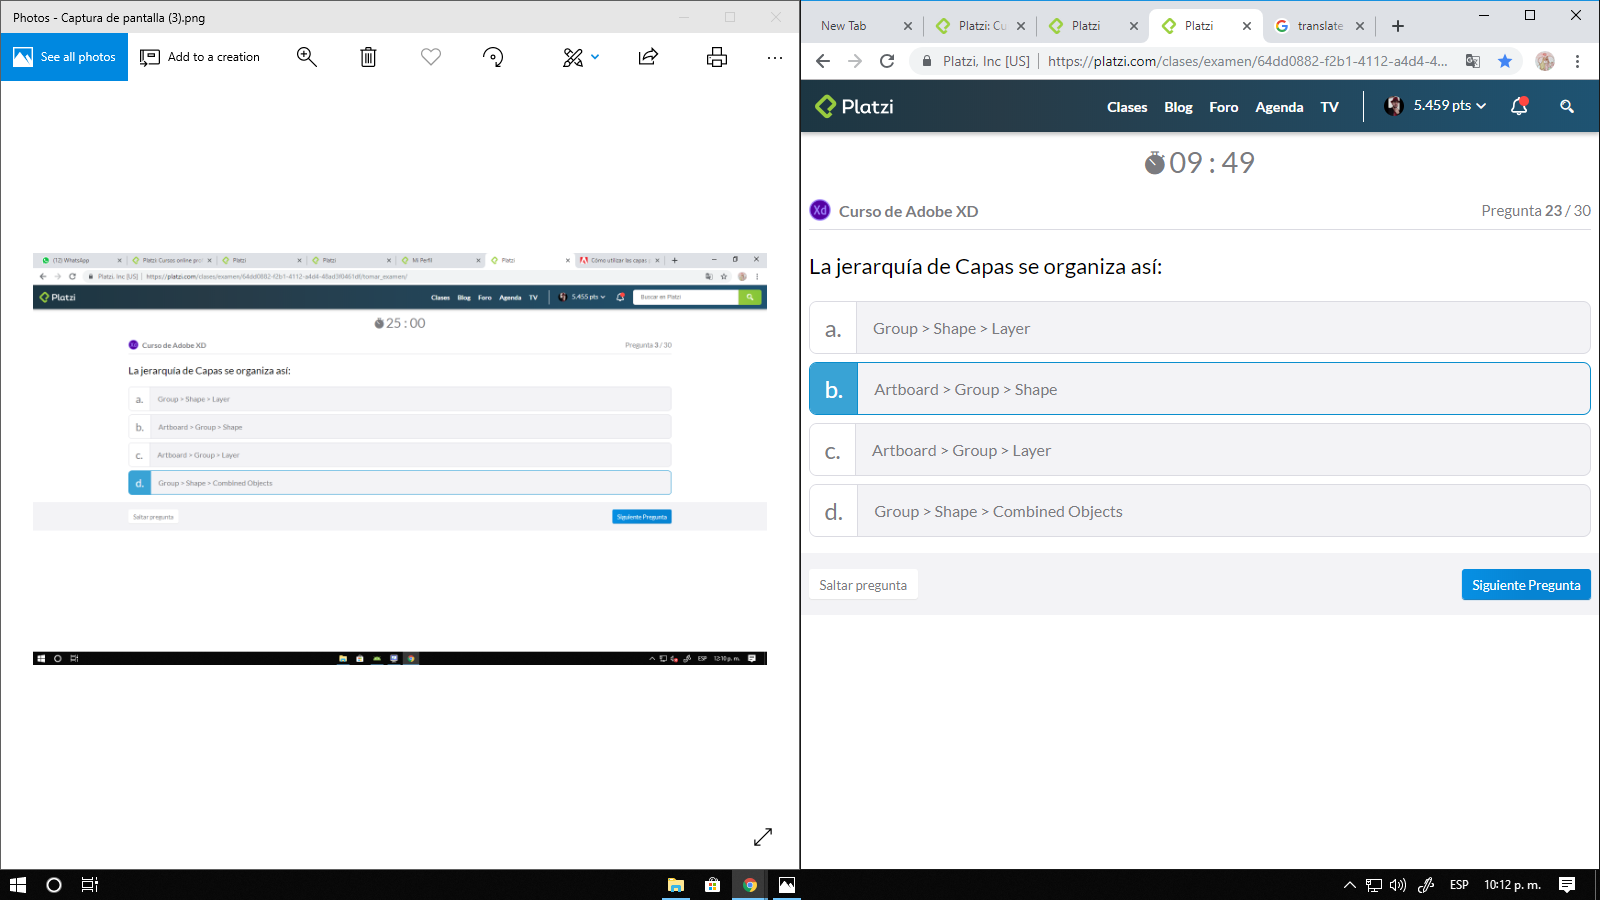 Photos - Captura de pantalla (3).png
See all photos
Add to a creation
(12) WhatsApp
Platzi: Cursos online prof
Platzi
Platzi
Mi Perfil
Platzi
Cómo utilizar las capas
Platzi, Inc [US] | https://platzi.com/clases/examen/64dd0882-f2b1-4112-a4d4-48ad3f0461df/tomar_examen/
Platzi
Clases Blog Foro Agenda TV
5.455 pts
Buscar en Platzi
25 : 00
Xd Curso de Adobe XD
Pregunta 3 / 30
La jerarquía de Capas se organiza así:
a. Group > Shape > Layer
b. Artboard > Group > Shape
c. Artboard > Group > Layer
d. Group > Shape > Combined Objects
Saltar pregunta
Siguiente Pregunta
ESP 12:10 p. m.
New Tab
Platzi: Cu
Platzi
Platzi
translate
Platzi, Inc [US] | https://platzi.com/clases/examen/64dd0882-f2b1-4112-a4d4-4...
Platzi
Clases Blog Foro Agenda TV
5.459 pts
09 : 49
Xd Curso de Adobe XD
Pregunta 23 / 30
La jerarquía de Capas se organiza así:
a. Group > Shape > Layer
b. Artboard > Group > Shape
c. Artboard > Group > Layer
d. Group > Shape > Combined Objects
Saltar pregunta
Siguiente Pregunta
ESP 10:12 p. m.